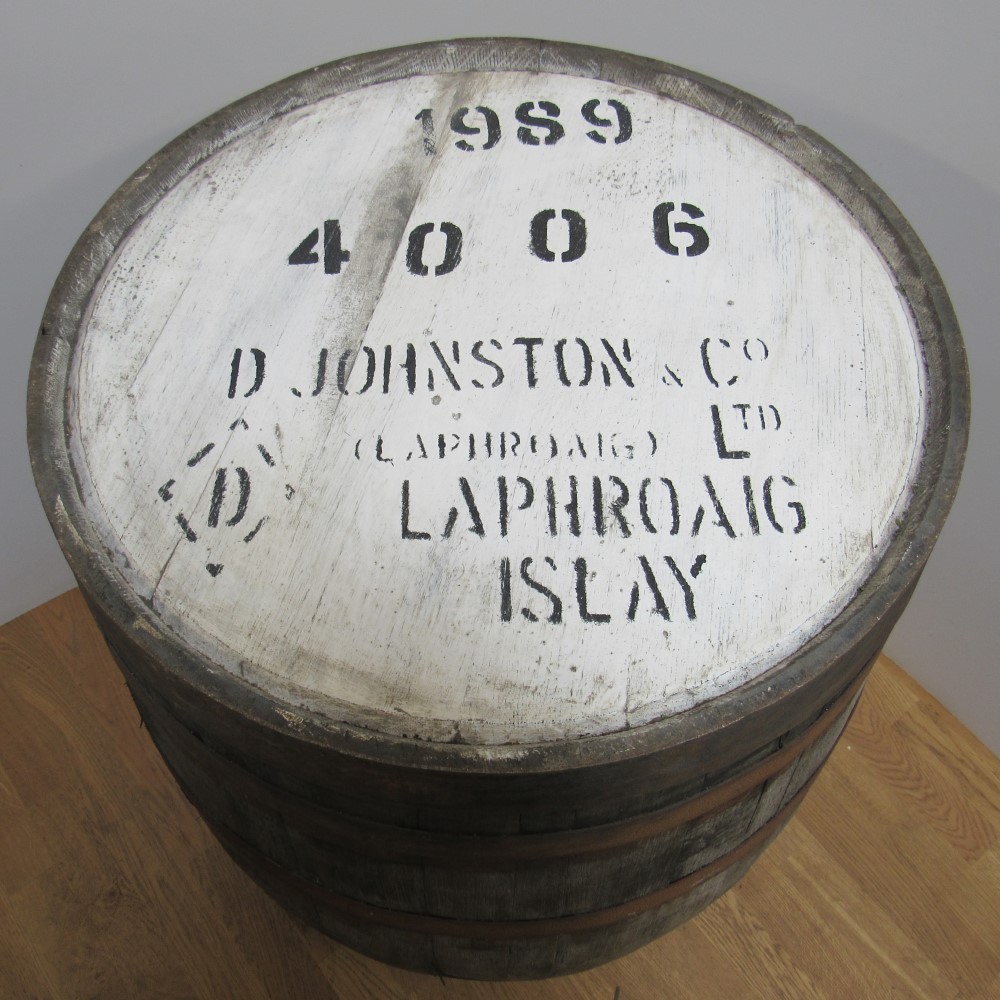 1989
4006
D JOHNSTON & Cº
(LAPHROAIG) LTD
D LAPHROAIG
ISLAY